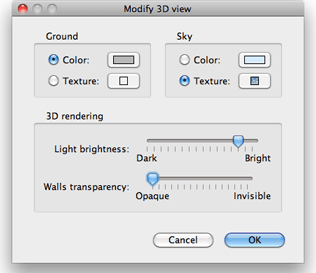 Modify 3D view
Ground
Sky
Color:
Color:
Texture:
Texture:
3D rendering
Light brightness:
Dark
Bright
Walls transparency:
Opaque
Invisible
Cancel
OK